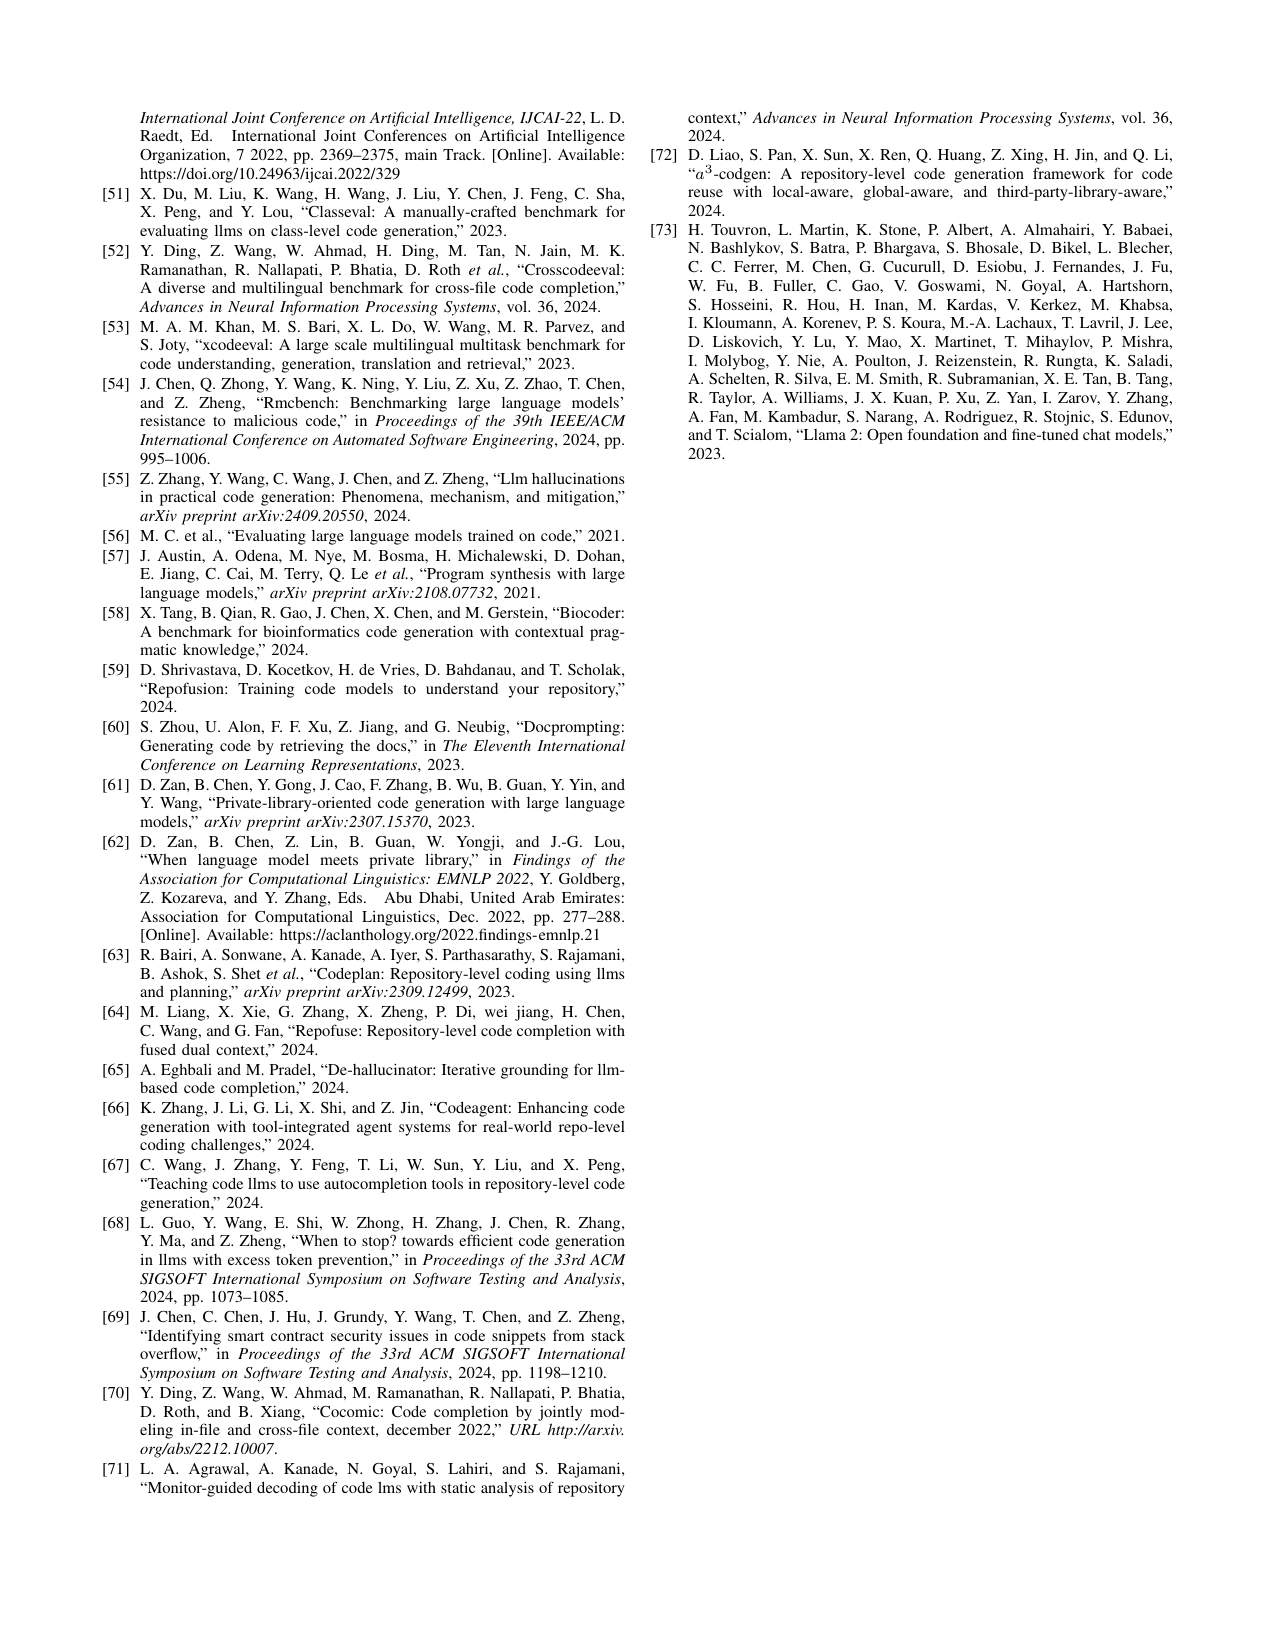 International Joint Conference on Artificial Intelligence, IJCAI-22, L. D.
Raedt, Ed. International Joint Conferences on Artificial Intelligence
Organization, 7 2022, pp. 2369–2375, main Track. [Online]. Available:
https://doi.org/10.24963/ijcai.2022/329
[51] X. Du, M. Liu, K. Wang, H. Wang, J. Liu, Y. Chen, J. Feng, C. Sha,
X. Peng, and Y. Lou, “Classeval: A manually-crafted benchmark for
evaluating llms on class-level code generation,” 2023.
[52] Y. Ding, Z. Wang, W. Ahmad, H. Ding, M. Tan, N. Jain, M. K.
Ramanathan, R. Nallapati, P. Bhatia, D. Roth et al., “Crosscodeeval:
A diverse and multilingual benchmark for cross-file code completion,”
Advances in Neural Information Processing Systems, vol. 36, 2024.
[53] M. A. M. Khan, M. S. Bari, X. L. Do, W. Wang, M. R. Parvez, and
S. Joty, “xcodeeval: A large scale multilingual multitask benchmark for
code understanding, generation, translation and retrieval,” 2023.
[54] J. Chen, Q. Zhong, Y. Wang, K. Ning, Y. Liu, Z. Xu, Z. Zhao, T. Chen,
and Z. Zheng, “Rmcbench: Benchmarking large language models’
resistance to malicious code,” in Proceedings of the 39th IEEE/ACM
International Conference on Automated Software Engineering, 2024, pp.
995–1006.
[55] Z. Zhang, Y. Wang, C. Wang, J. Chen, and Z. Zheng, “Llm hallucinations
in practical code generation: Phenomena, mechanism, and mitigation,”
arXiv preprint arXiv:2409.20550, 2024.
[56] M. C. et al., “Evaluating large language models trained on code,” 2021.
[57] J. Austin, A. Odena, M. Nye, M. Bosma, H. Michalewski, D. Dohan,
E. Jiang, C. Cai, M. Terry, Q. Le et al., “Program synthesis with large
language models,” arXiv preprint arXiv:2108.07732, 2021.
[58] X. Tang, B. Qian, R. Gao, J. Chen, X. Chen, and M. Gerstein, “Biocoder:
A benchmark for bioinformatics code generation with contextual prag-
matic knowledge,” 2024.
[59] D. Shrivastava, D. Kocetkov, H. de Vries, D. Bahdanau, and T. Scholak,
“Repofusion: Training code models to understand your repository,”
2024.
[60] S. Zhou, U. Alon, F. F. Xu, Z. Jiang, and G. Neubig, “Docprompting:
Generating code by retrieving the docs,” in The Eleventh International
Conference on Learning Representations, 2023.
[61] D. Zan, B. Chen, Y. Gong, J. Cao, F. Zhang, B. Wu, B. Guan, Y. Yin, and
Y. Wang, “Private-library-oriented code generation with large language
models,” arXiv preprint arXiv:2307.15370, 2023.
[62] D. Zan, B. Chen, Z. Lin, B. Guan, W. Yongji, and J.-G. Lou,
“When language model meets private library,” in Findings of the
Association for Computational Linguistics: EMNLP 2022, Y. Goldberg,
Z. Kozareva, and Y. Zhang, Eds. Abu Dhabi, United Arab Emirates:
Association for Computational Linguistics, Dec. 2022, pp. 277–288.
[Online]. Available: https://aclanthology.org/2022.findings-emnlp.21
[63] R. Bairi, A. Sonwane, A. Kanade, A. Iyer, S. Parthasarathy, S. Rajamani,
B. Ashok, S. Shet et al., “Codeplan: Repository-level coding using llms
and planning,” arXiv preprint arXiv:2309.12499, 2023.
[64] M. Liang, X. Xie, G. Zhang, X. Zheng, P. Di, wei jiang, H. Chen,
C. Wang, and G. Fan, “Repofuse: Repository-level code completion with
fused dual context,” 2024.
[65] A. Eghbali and M. Pradel, “De-hallucinator: Iterative grounding for llm-
based code completion,” 2024.
[66] K. Zhang, J. Li, G. Li, X. Shi, and Z. Jin, “Codeagent: Enhancing code
generation with tool-integrated agent systems for real-world repo-level
coding challenges,” 2024.
[67] C. Wang, J. Zhang, Y. Feng, T. Li, W. Sun, Y. Liu, and X. Peng,
“Teaching code llms to use autocompletion tools in repository-level code
generation,” 2024.
[68] L. Guo, Y. Wang, E. Shi, W. Zhong, H. Zhang, J. Chen, R. Zhang,
Y. Ma, and Z. Zheng, “When to stop? towards efficient code generation
in llms with excess token prevention,” in Proceedings of the 33rd ACM
SIGSOFT International Symposium on Software Testing and Analysis,
2024, pp. 1073–1085.
[69] J. Chen, C. Chen, J. Hu, J. Grundy, Y. Wang, T. Chen, and Z. Zheng,
“Identifying smart contract security issues in code snippets from stack
overflow,” in Proceedings of the 33rd ACM SIGSOFT International
Symposium on Software Testing and Analysis, 2024, pp. 1198–1210.
[70] Y. Ding, Z. Wang, W. Ahmad, M. Ramanathan, R. Nallapati, P. Bhatia,
D. Roth, and B. Xiang, “Cocomic: Code completion by jointly mod-
eling in-file and cross-file context, december 2022,” URL http://arxiv.
org/abs/2212.10007.
[71] L. A. Agrawal, A. Kanade, N. Goyal, S. Lahiri, and S. Rajamani,
“Monitor-guided decoding of code lms with static analysis of repository
context,” Advances in Neural Information Processing Systems, vol. 36,
2024.
[72] D. Liao, S. Pan, X. Sun, X. Ren, Q. Huang, Z. Xing, H. Jin, and Q. Li,
“a³-codgen: A repository-level code generation framework for code
reuse with local-aware, global-aware, and third-party-library-aware,”
2024.
[73] H. Touvron, L. Martin, K. Stone, P. Albert, A. Almahairi, Y. Babaei,
N. Bashlykov, S. Batra, P. Bhargava, S. Bhosale, D. Bikel, L. Blecher,
C. C. Ferrer, M. Chen, G. Cucurull, D. Esiobu, J. Fernandes, J. Fu,
W. Fu, B. Fuller, C. Gao, V. Goswami, N. Goyal, A. Hartshorn,
S. Hosseini, R. Hou, H. Inan, M. Kardas, V. Kerkez, M. Khabsa,
I. Kloumann, A. Korenev, P. S. Koura, M.-A. Lachaux, T. Lavril, J. Lee,
D. Liskovich, Y. Lu, Y. Mao, X. Martinet, T. Mihaylov, P. Mishra,
I. Molybog, Y. Nie, A. Poulton, J. Reizenstein, R. Rungta, K. Saladi,
A. Schelten, R. Silva, E. M. Smith, R. Subramanian, X. E. Tan, B. Tang,
R. Taylor, A. Williams, J. X. Kuan, P. Xu, Z. Yan, I. Zarov, Y. Zhang,
A. Fan, M. Kambadur, S. Narang, A. Rodriguez, R. Stojnic, S. Edunov,
and T. Scialom, “Llama 2: Open foundation and fine-tuned chat models,”
2023.